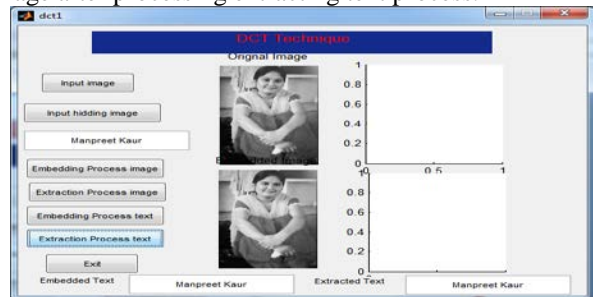 dct1
DCT Technique
Orignal Image
Input image
Input hidding image
Manpreet Kaur
Embedding Process image
Extraction Process image
Embedding Process text
Extraction Process text
Exit
1
0.8
0.6
0.4
0.2
0
0 0.5 1
Embedded Image
1
0.8
0.6
0.4
0.2
0
Embedded Text Manpreet Kaur Extracted Text Manpreet Kaur